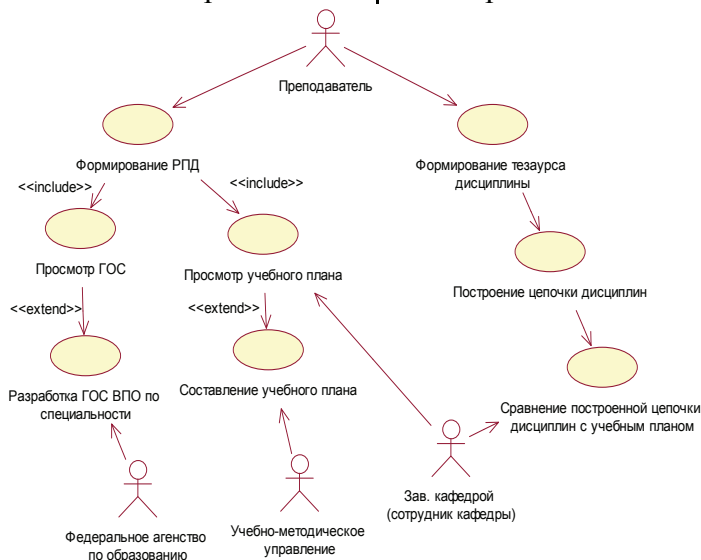 Преподаватель
Формирование РПД
Формирование тезаурса
дисциплины
<<include>>
<<include>>
Просмотр ГОС
Просмотр учебного плана
Построение цепочки дисциплин
<<extend>>
<<extend>>
Разработка ГОС ВПО по
специальности
Составление учебного плана
Сравнение построенной цепочки
дисциплин с учебным планом
Зав. кафедрой
(сотрудник кафедры)
Федеральное агенство
по образованию
Учебно-методическое
управление